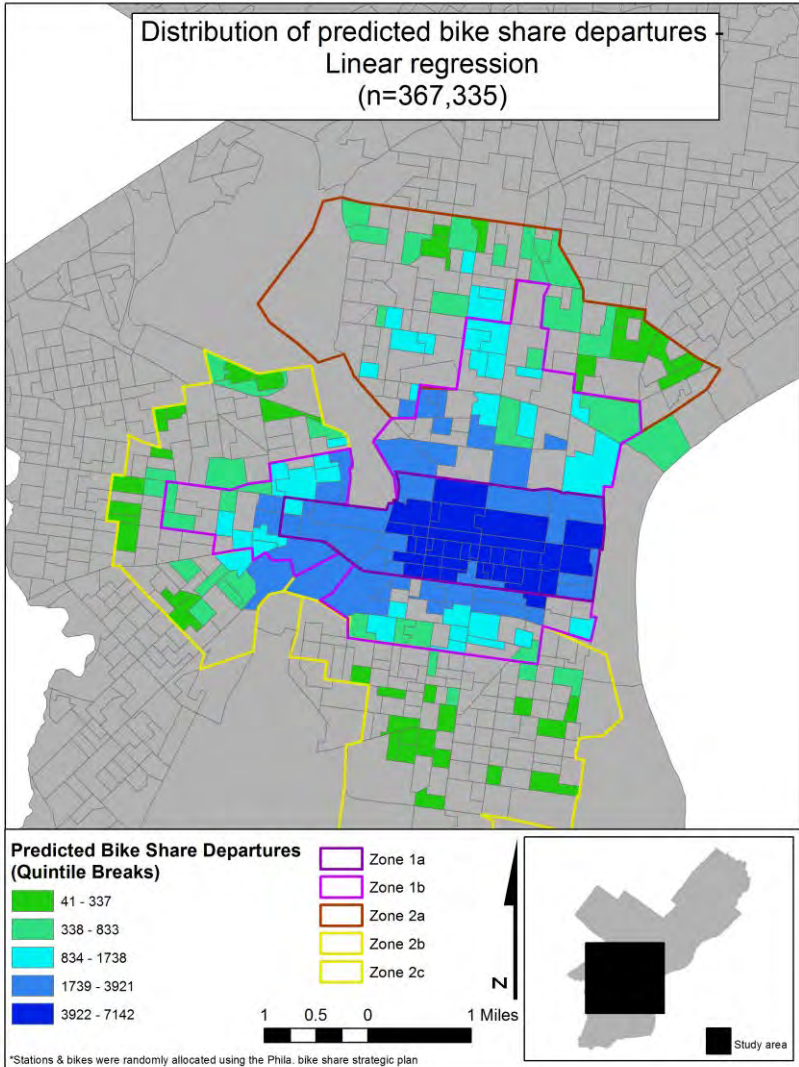 Distribution of predicted bike share departures -
Linear regression
(n=367,335)
Predicted Bike Share Departures
(Quintile Breaks)
41 - 337
338 - 833
834 - 1738
1739 - 3921
3922 - 7142
Zone 1a
Zone 1b
Zone 2a
Zone 2b
Zone 2c
N
1 0.5 0 1 Miles
Study area
*Stations & bikes were randomly allocated using the Phila. bike share strategic plan